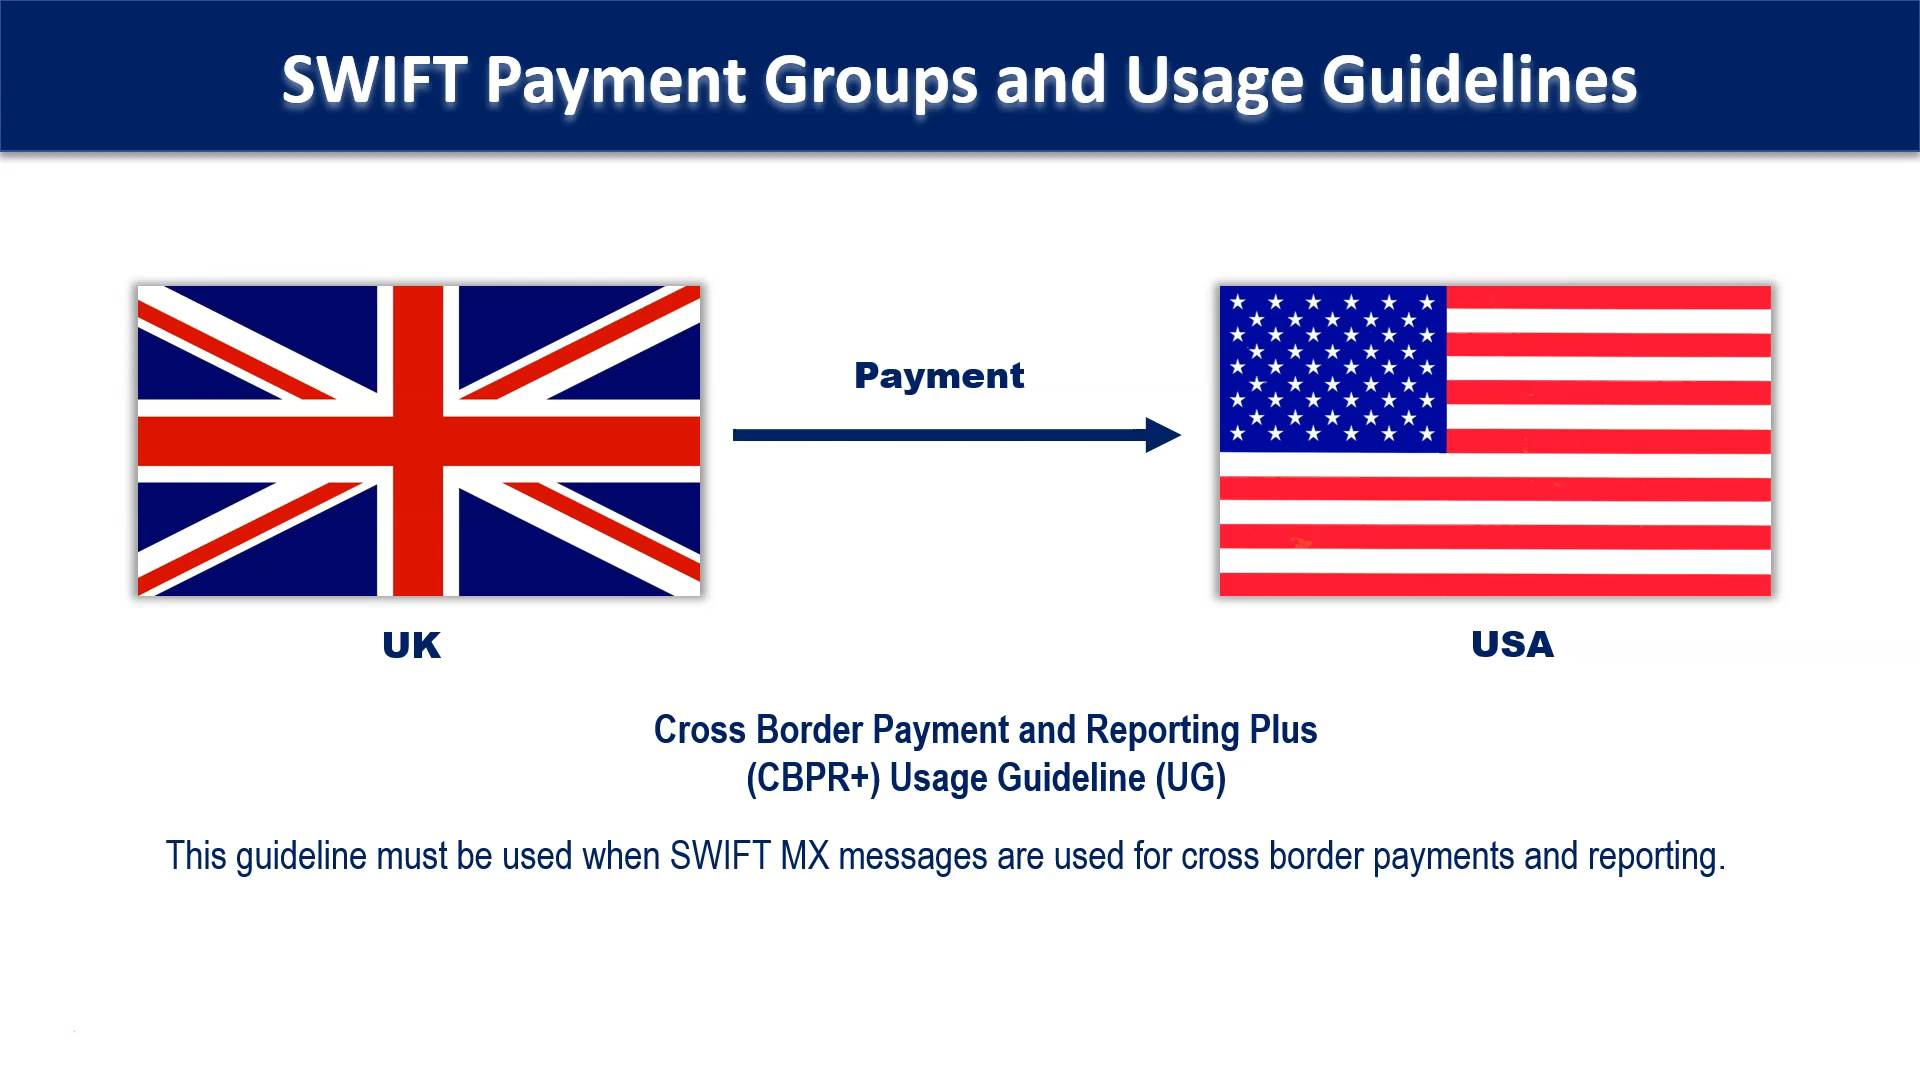 SWIFT Payment Groups and Usage Guidelines
Payment
UK
USA
Cross Border Payment and Reporting Plus
(CBPR+) Usage Guideline (UG)
This guideline must be used when SWIFT MX messages are used for cross border payments and reporting.